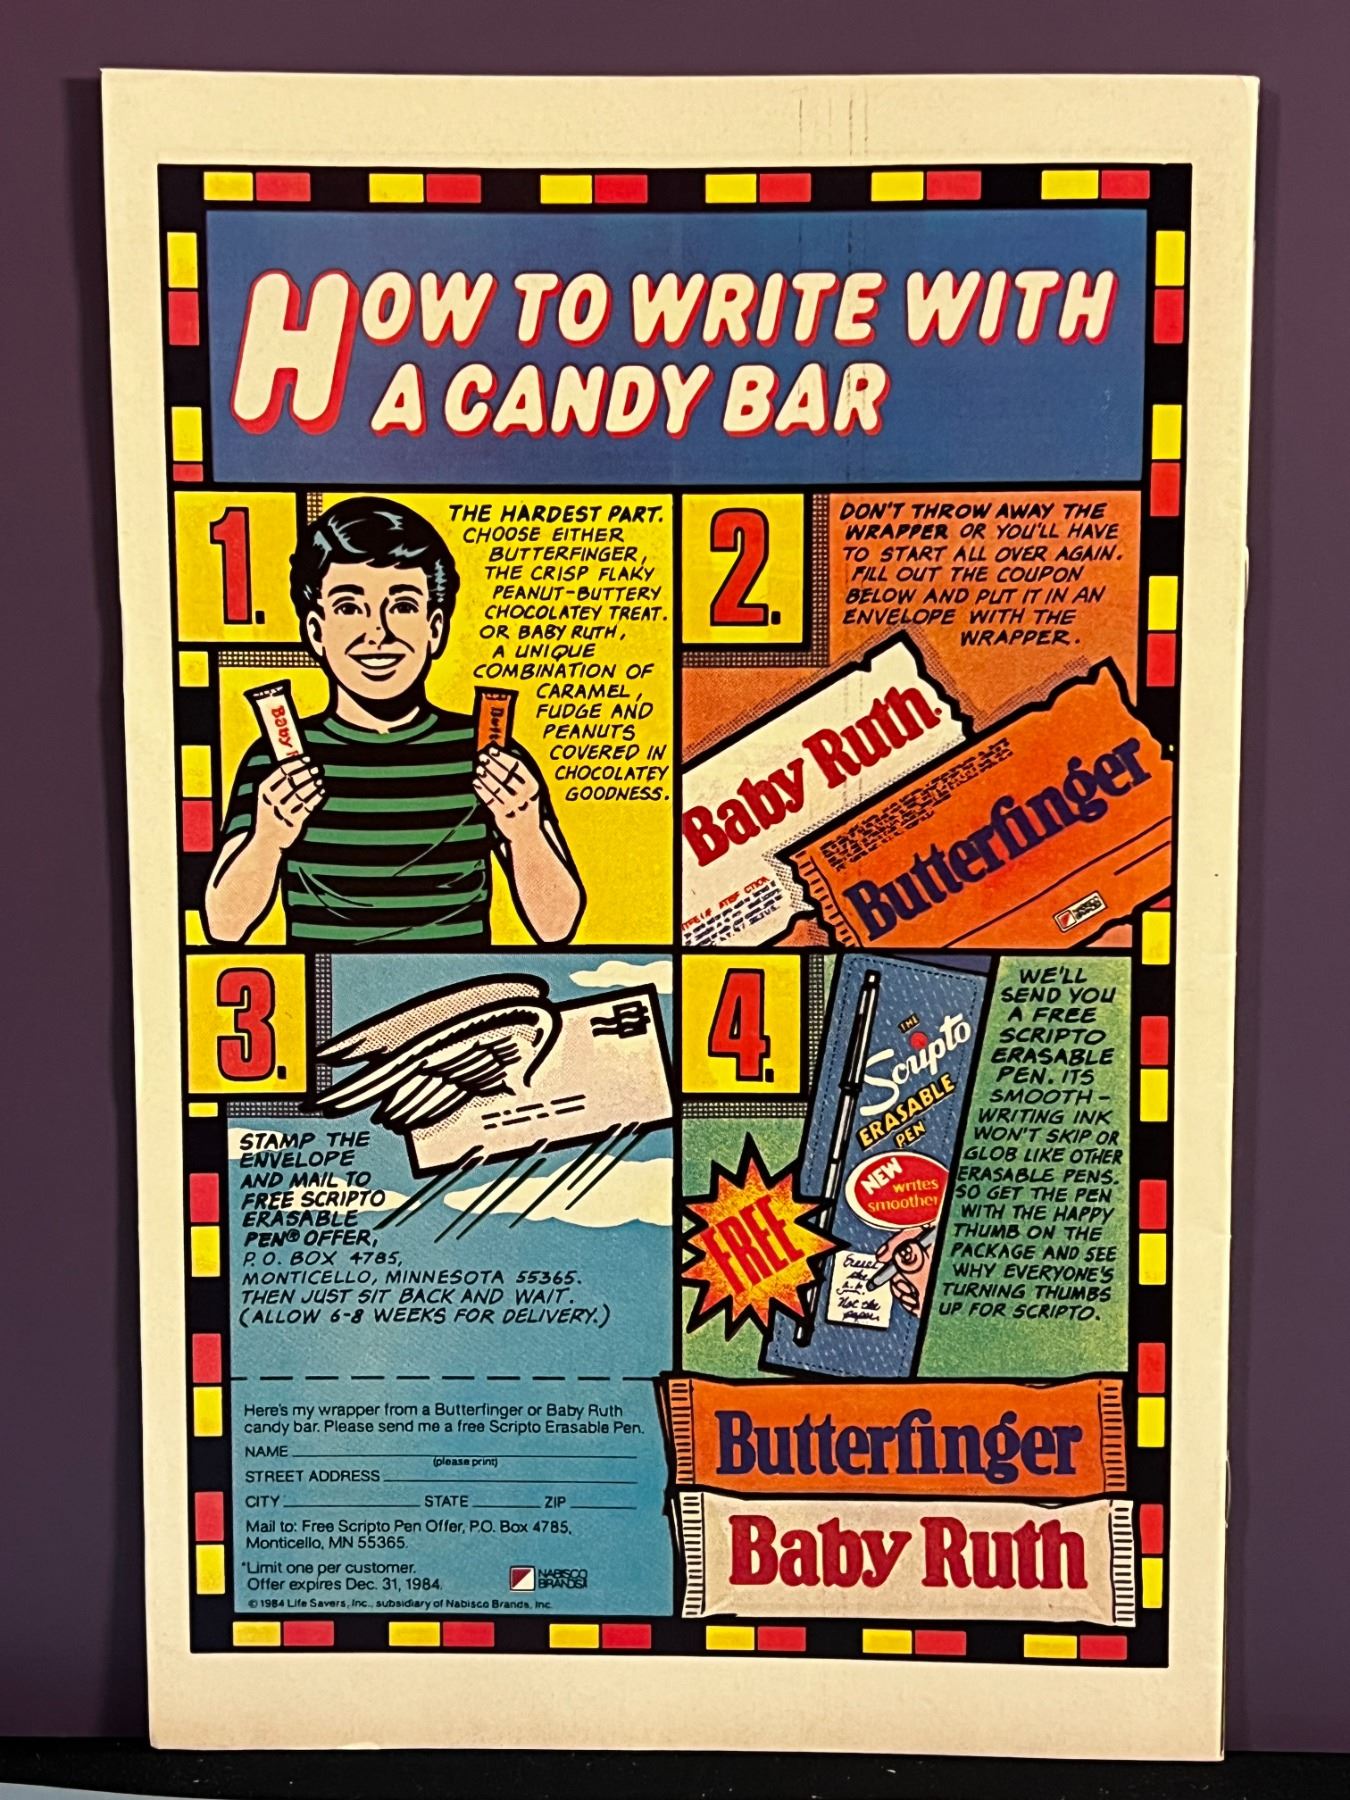 HOW TO WRITE WITH
A CANDY BAR
1.
THE HARDEST PART.
CHOOSE EITHER
BUTTERFINGER,
THE CRISP FLAKY
PEANUT-BUTTERY
CHOCOLATEY TREAT.
OR BABY RUTH,
A UNIQUE
COMBINATION OF
CARAMEL,
FUDGE AND
PEANUTS
COVERED IN
CHOCOLATEY
GOODNESS.
Baby
Butte
2.
DON'T THROW AWAY THE
WRAPPER OR YOU'LL HAVE
TO START ALL OVER AGAIN.
FILL OUT THE COUPON
BELOW AND PUT IT IN AN
ENVELOPE WITH THE
WRAPPER.
Baby Ruth
Butterfinger
3.
STAMP THE
ENVELOPE
AND MAIL TO
FREE SCRIPTO
ERASABLE
PEN® OFFER,
P.O. BOX 4785,
MONTICELLO, MINNESOTA 55365.
THEN JUST SIT BACK AND WAIT.
(ALLOW 6-8 WEEKS FOR DELIVERY.)
4.
THE
Scripto
ERASABLE
PEN
NEW
writes
smoother
FREE
WE'LL
SEND YOU
A FREE
SCRIPTO
ERASABLE
PEN. ITS
SMOOTH-
WRITING INK
WON'T SKIP OR
GLOB LIKE OTHER
ERASABLE PENS.
SO GET THE PEN
WITH THE HAPPY
THUMB ON THE
PACKAGE AND SEE
WHY EVERYONE'S
TURNING THUMBS
UP FOR SCRIPTO.
Here's my wrapper from a Butterfinger or Baby Ruth
candy bar. Please send me a free Scripto Erasable Pen.
NAME
(please print)
STREET ADDRESS
CITY STATE ZIP
Mail to: Free Scripto Pen Offer, P.O. Box 4785,
Monticello, MN 55365.
*Limit one per customer.
Offer expires Dec. 31, 1984.
NABISCO
BRANDS
© 1984 Life Savers, Inc., subsidiary of Nabisco Brands, Inc.
Butterfinger
Baby Ruth